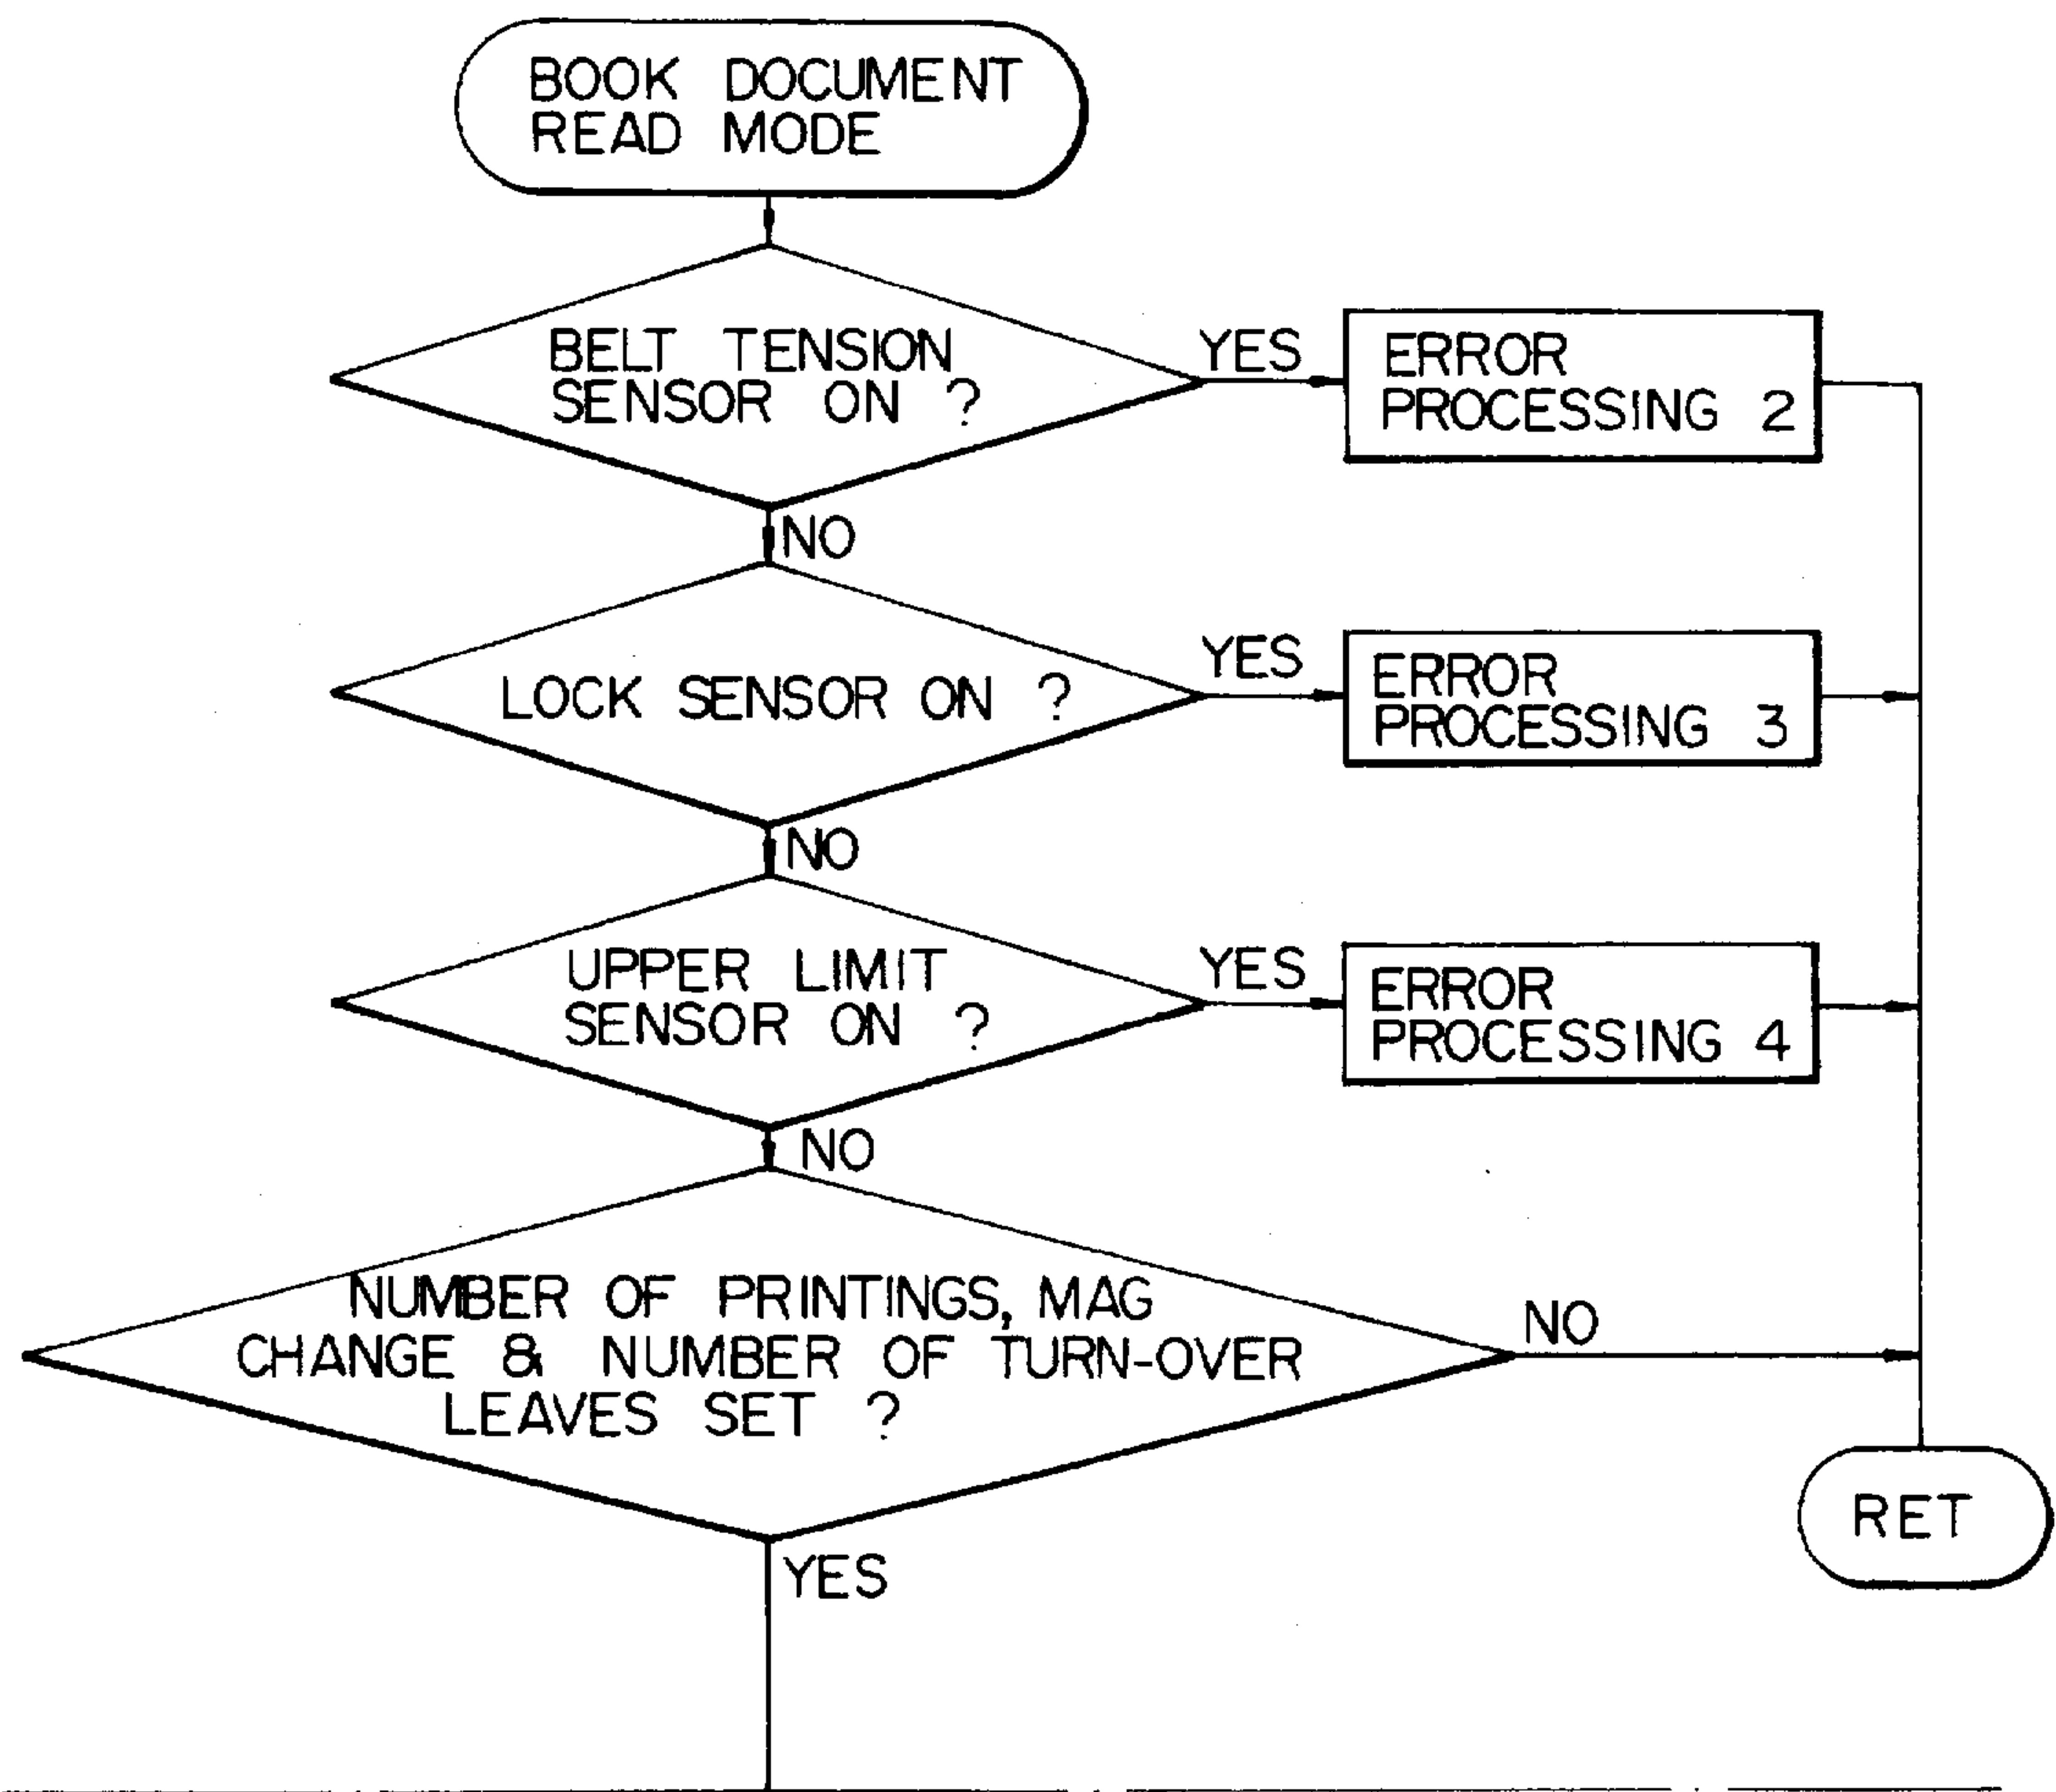 BOOK DOCUMENT
READ MODE
BELT TENSION
SENSOR ON ?
YES
ERROR
PROCESSING 2
NO
LOCK SENSOR ON ?
YES
ERROR
PROCESSING 3
NO
UPPER LIMIT
SENSOR ON ?
YES
ERROR
PROCESSING 4
NO
NUMBER OF PRINTINGS, MAG
CHANGE & NUMBER OF TURN-OVER
LEAVES SET ?
NO
RET
YES